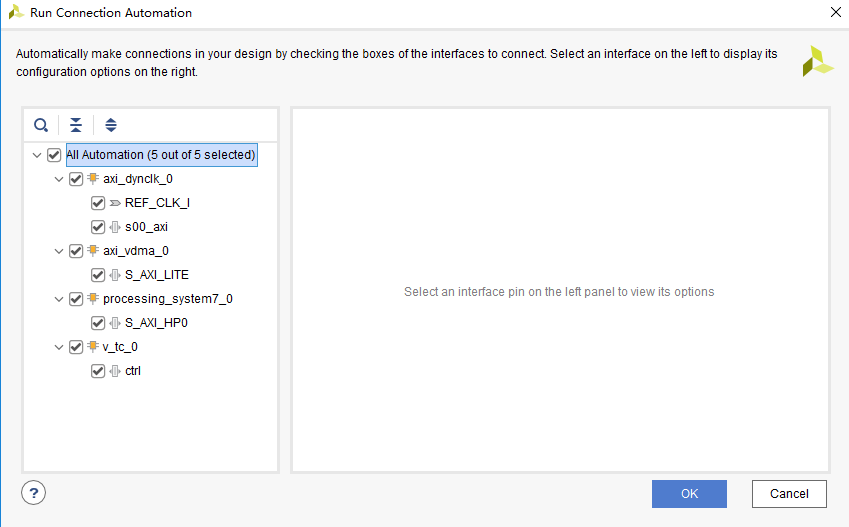 Run Connection Automation
Automatically make connections in your design by checking the boxes of the interfaces to connect. Select an interface on the left to display its
configuration options on the right.
All Automation (5 out of 5 selected)
axi_dynclk_0
REF_CLK_I
s00_axi
axi_vdma_0
S_AXI_LITE
processing_system7_0
S_AXI_HP0
v_tc_0
ctrl
Select an interface pin on the left panel to view its options
?
OK
Cancel